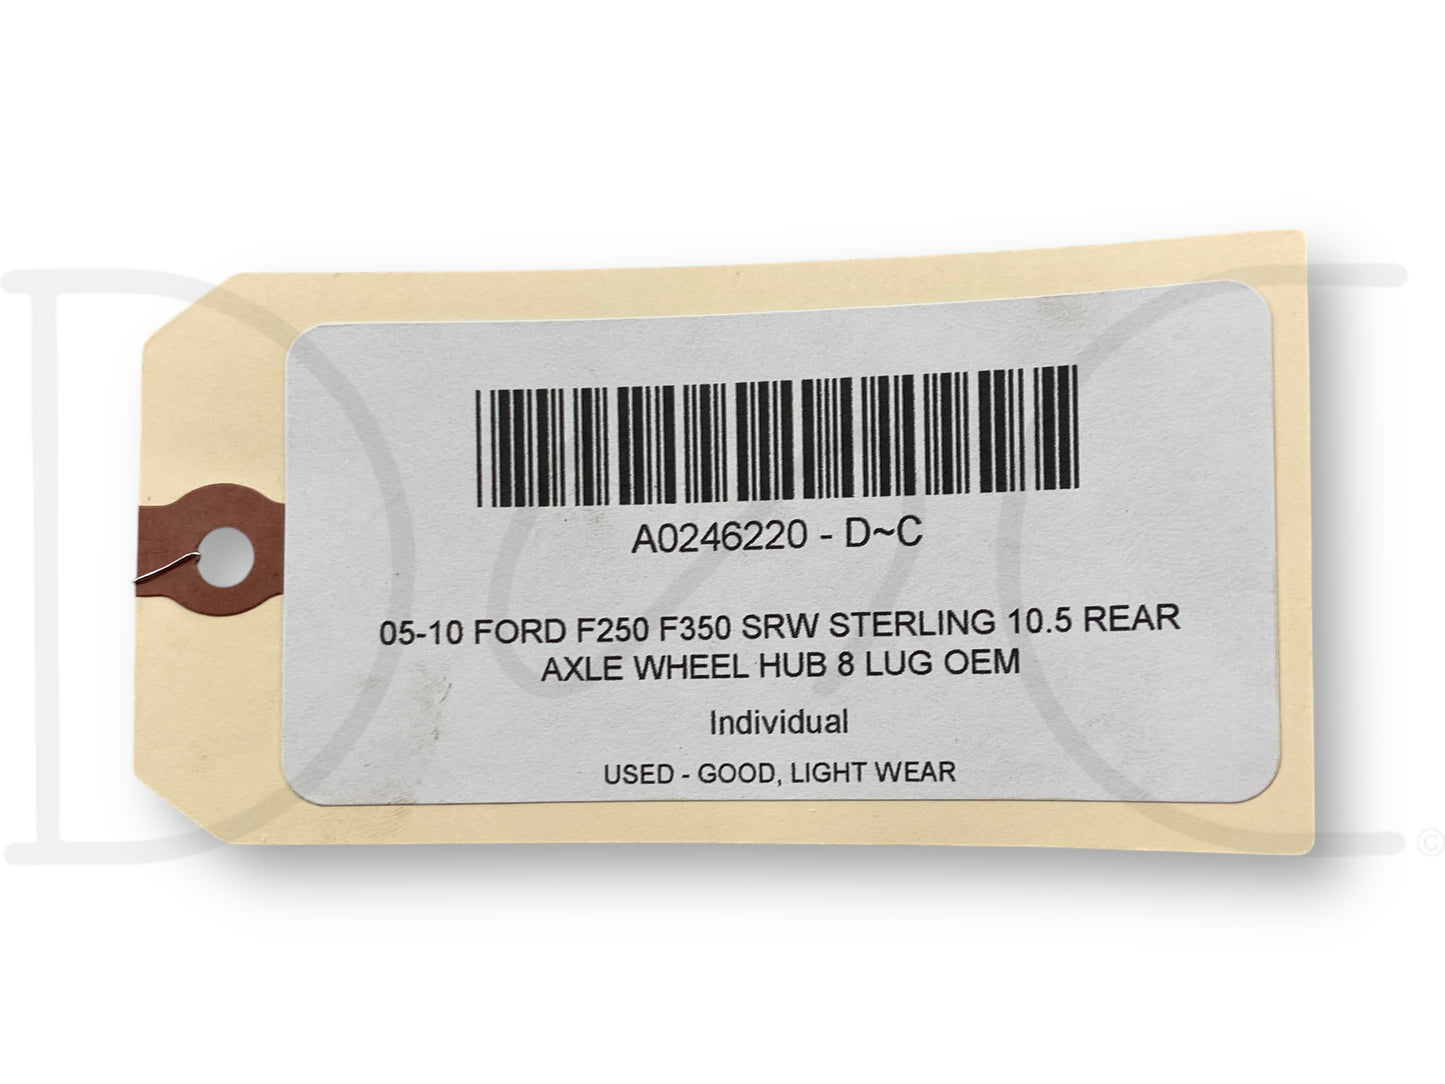 A0246220 - D~C
05-10 FORD F250 F350 SRW STERLING 10.5 REAR
AXLE WHEEL HUB 8 LUG OEM
Individual
USED - GOOD, LIGHT WEAR
D~C ©